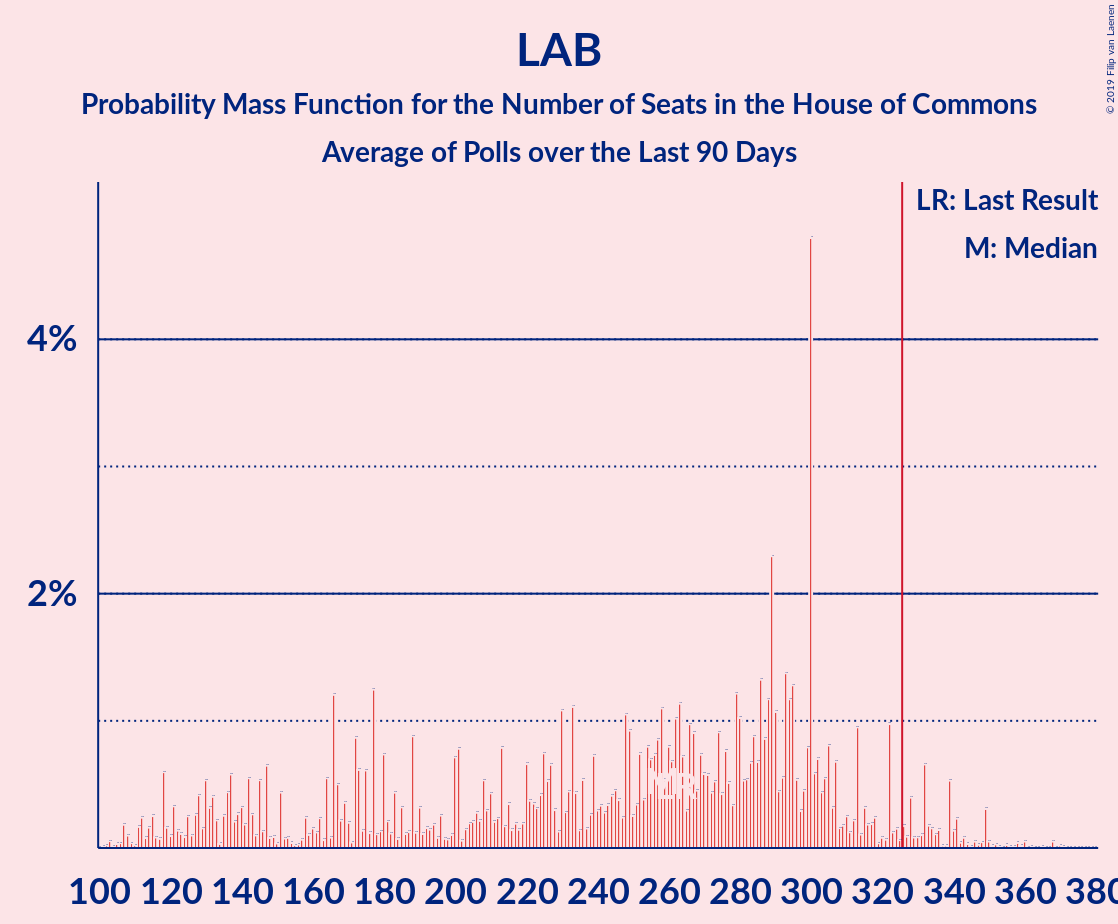 LAB
Probability Mass Function for the Number of Seats in the House of Commons
Average of Polls over the Last 90 Days
© 2019 Filip van Laenen
LR: Last Result
M: Median
4%
2%
100 120 140 160 180 200 220 240 260 280 300 320 340 360 380